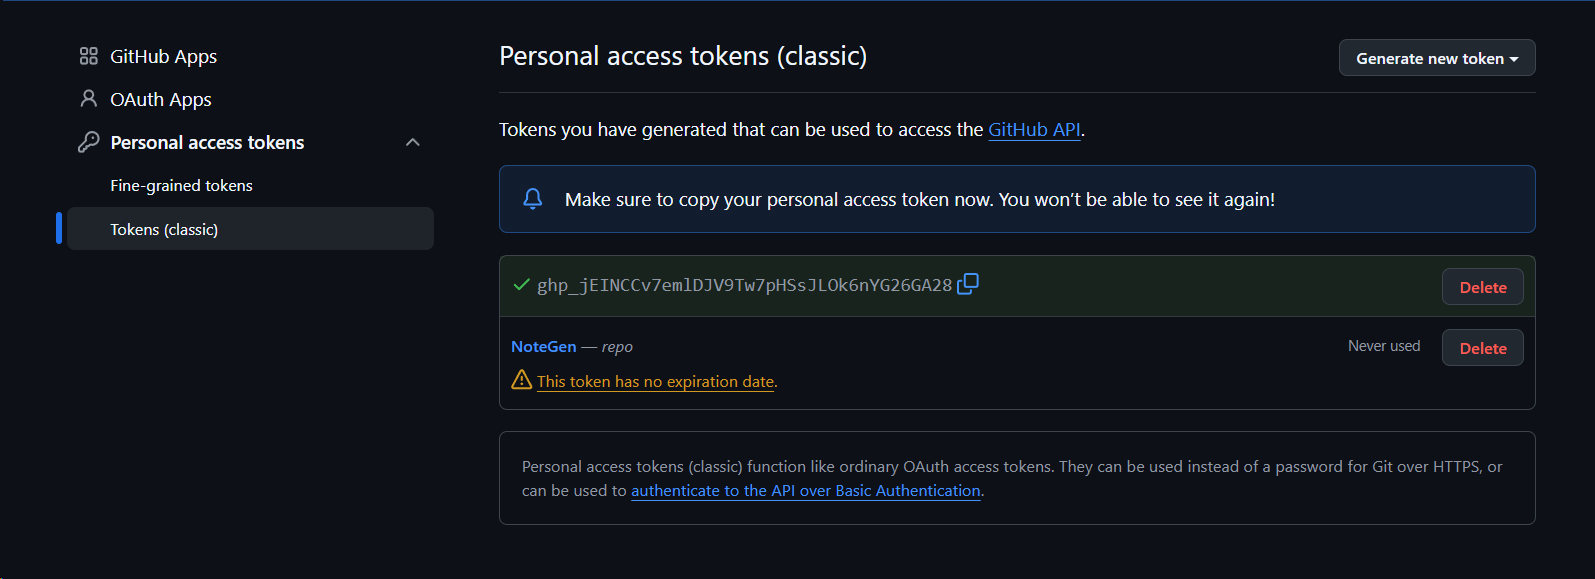 GitHub Apps
OAuth Apps
Personal access tokens
Fine-grained tokens
Tokens (classic)
Personal access tokens (classic)
Generate new token
Tokens you have generated that can be used to access the GitHub API.
Make sure to copy your personal access token now. You won’t be able to see it again!
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
Delete
NoteGen — repo
Never used
Delete
This token has no expiration date.
Personal access tokens (classic) function like ordinary OAuth access tokens. They can be used instead of a password for Git over HTTPS, or
can be used to authenticate to the API over Basic Authentication.